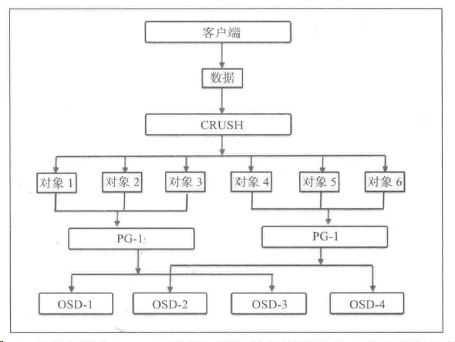 客户端
数据
CRUSH
对象 1 对象 2 对象 3 对象 4 对象 5 对象 6
PG-1 PG-1
OSD-1 OSD-2 OSD-3 OSD-4